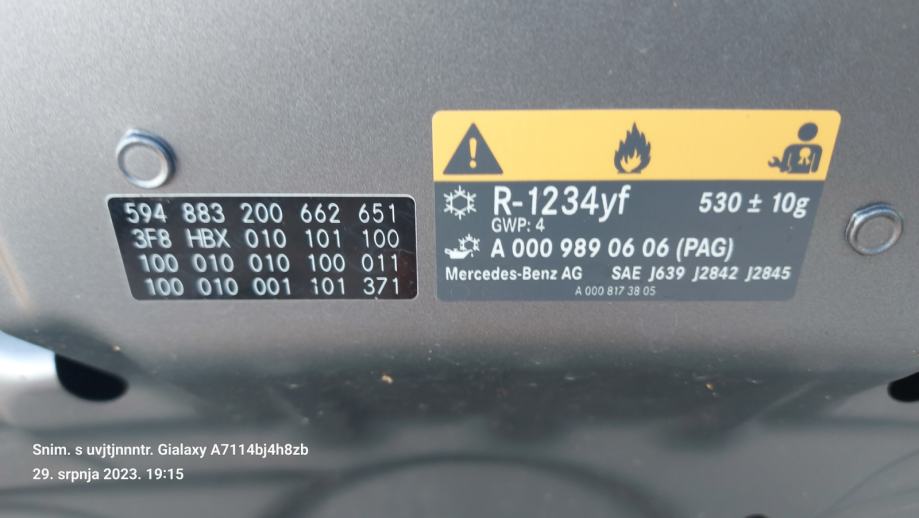 594 883 200 662 651
3F8 HBX 010 101 100
100 010 010 100 011
100 010 001 101 371
R-1234yf 530 ± 10g
GWP: 4
A 000 989 06 06 (PAG)
Mercedes-Benz AG SAE J639 J2842 J2845
A 000 817 38 05
Snim. s uvjtjnnntr. Gialaxy A7114bj4h8zb
29. srpnja 2023. 19:15